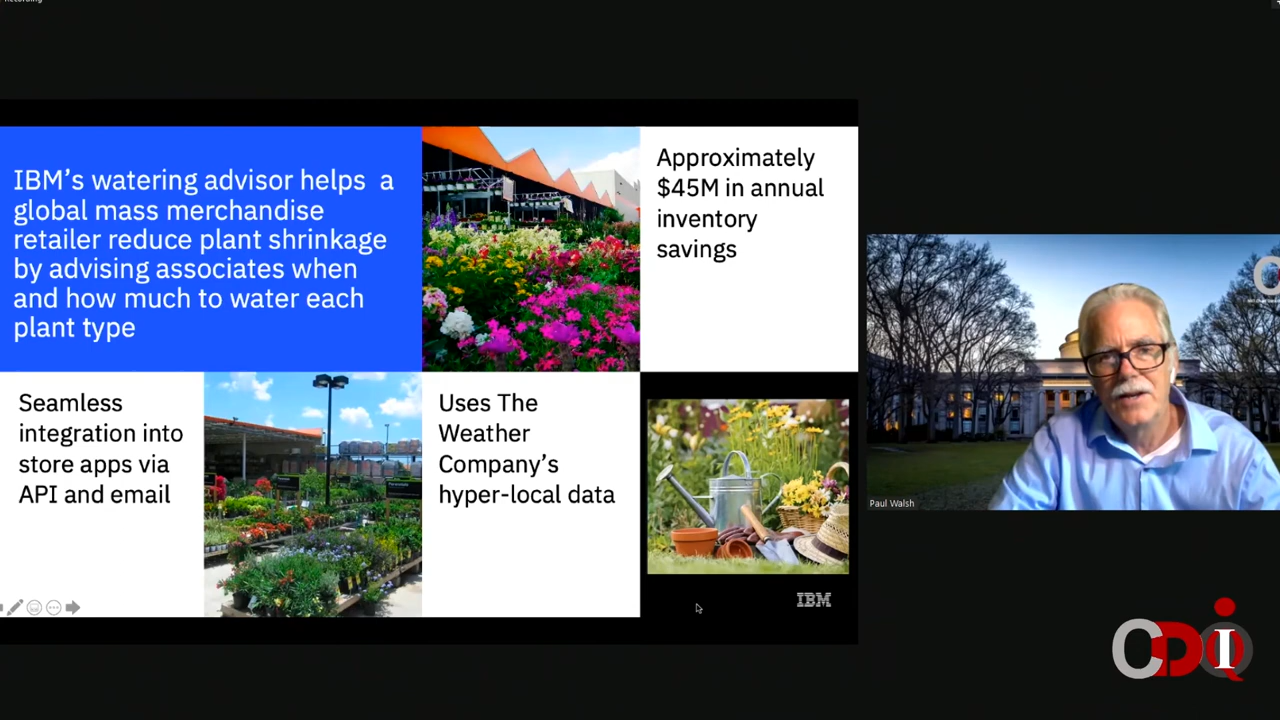 Recording
IBM's watering advisor helps a
global mass merchandise
retailer reduce plant shrinkage
by advising associates when
and how much to water each
plant type
Approximately
$45M in annual
inventory
savings
Seamless
integration into
store apps via
API and email
Uses The
Weather
Company's
hyper-local data
IBM
Paul Walsh
CDIQ